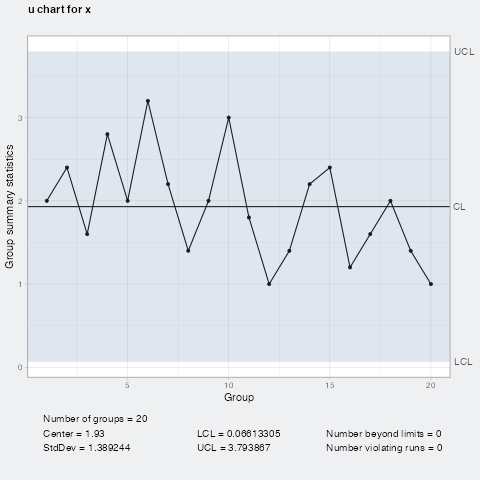 u chart for x
UCL
3
Group summary statistics
2
CL
1
0
LCL
5
10
15
20
Group
Number of groups = 20
Center = 1.93
LCL = 0.06613305
Number beyond limits = 0
StdDev = 1.389244
UCL = 3.793867
Number violating runs = 0